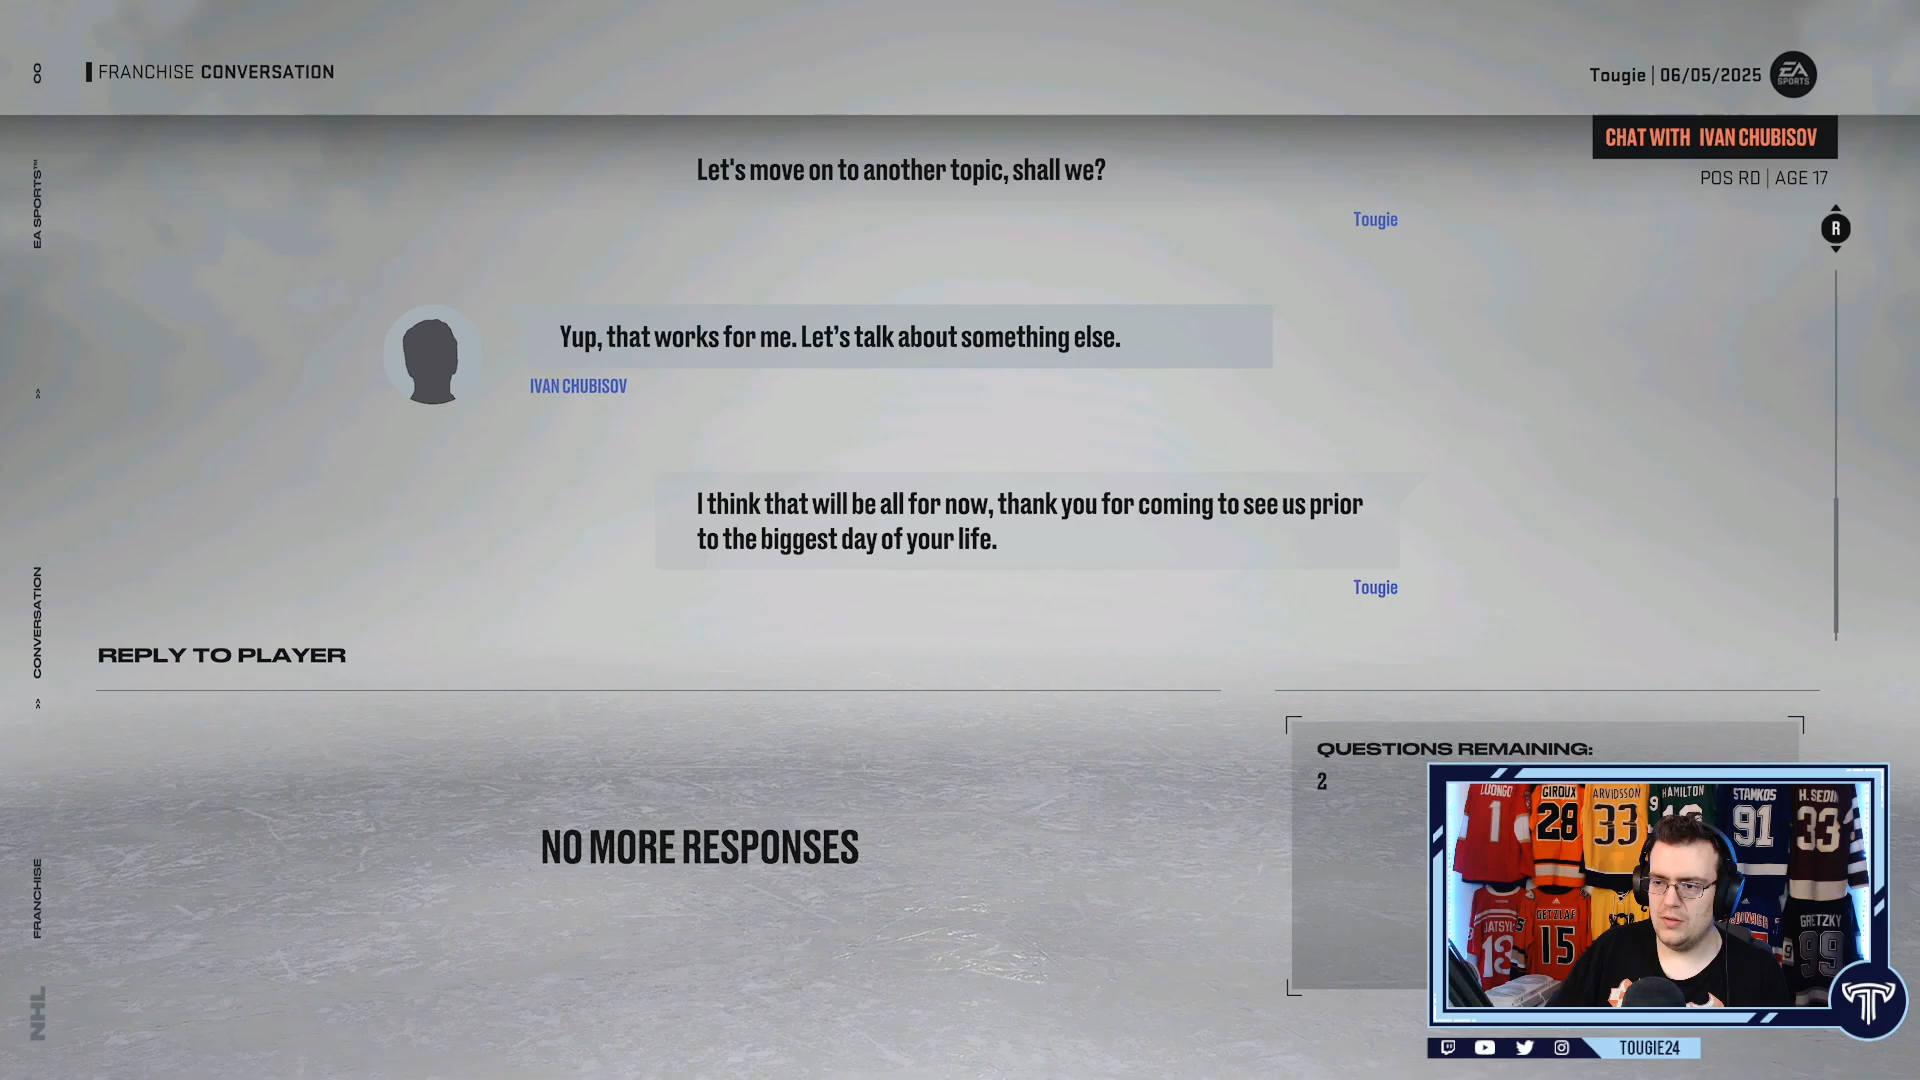 FRANCHISE CONVERSATION
Tougie | 06/05/2025
EA SPORTS
CHAT WITH IVAN CHUBISOV
POS RD | AGE 17
R
Let's move on to another topic, shall we?
Tougie
Yup, that works for me. Let’s talk about something else.
IVAN CHUBISOV
I think that will be all for now, thank you for coming to see us prior
to the biggest day of your life.
Tougie
REPLY TO PLAYER
NO MORE RESPONSES
QUESTIONS REMAINING:
2
EA SPORTS™
CONVERSATION
FRANCHISE
NHL
LUONGO
1
GIROUX
28
ARVIDSSON
33
HAMILTON
STAMKOS
91
H.SEDIN
33
13
GETZLAF
15
GRETZKY
99
TOUGIE24